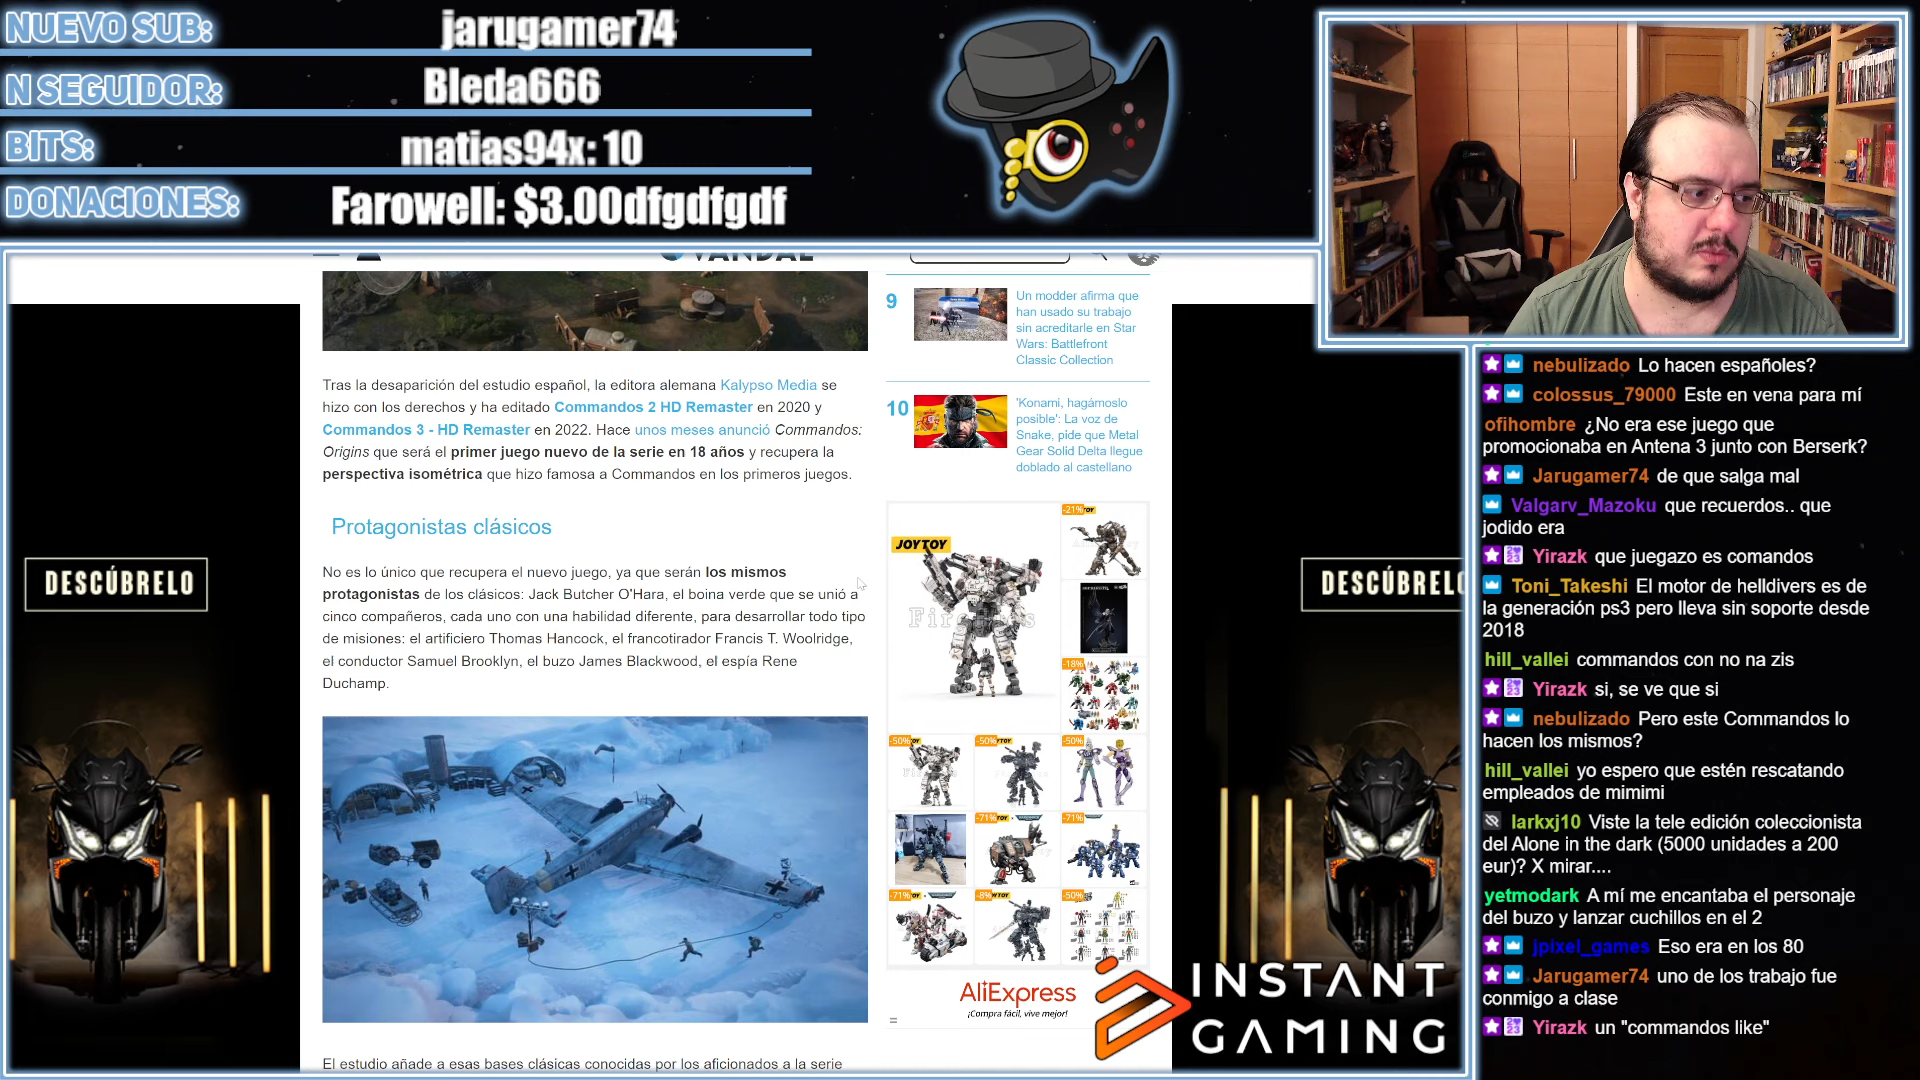 NUEVO SUB:
jarugamer74
N SEGUIDOR:
Bleda666
BITS:
matias94x: 10
DONACIONES:
Farowell: $3.00dfgdfgdf
VANDAL
Tras la desaparición del estudio español, la editora alemana Kalypso Media se
hizo con los derechos y ha editado Commandos 2 HD Remaster en 2020 y
Commandos 3 - HD Remaster en 2022. Hace unos meses anunció Commandos:
Origins que será el primer juego nuevo de la serie en 18 años y recupera la
perspectiva isométrica que hizo famosa a Commandos en los primeros juegos.
Protagonistas clásicos
No es lo único que recupera el nuevo juego, ya que serán los mismos
protagonistas de los clásicos: Jack Butcher O'Hara, el boina verde que se unió a
cinco compañeros, cada uno con una habilidad diferente, para desarrollar todo tipo
de misiones: el artificiero Thomas Hancock, el francotirador Francis T. Woolridge,
el conductor Samuel Brooklyn, el buzo James Blackwood, el espía Rene
Duchamp.
El estudio añade a esas bases clásicas conocidas por los aficionados a la serie
9
Un modder afirma que
han usado su trabajo
sin acreditarle en Star
Wars: Battlefront
Classic Collection
10
'Konami, hagámoslo
posible': La voz de
Snake, pide que Metal
Gear Solid Delta llegue
doblado al castellano
JOYTOY
-21%
-18%
-50%
-50%
-50%
-71%
-71%
-71%
-8%
-50%
AliExpress
¡Compra fácil, vive mejor!
DESCÚBRELO
DESCÚBRELO
INSTANT
GAMING
nebulizado Lo hacen españoles?
colossus_79000 Este en vena para mí
ofihombre ¿No era ese juego que
promocionaba en Antena 3 junto con Berserk?
Jarugamer74 de que salga mal
Valgarv_Mazoku que recuerdos.. que
jodido era
Yirazk que juegazo es comandos
Toni_Takeshi El motor de helldivers es de
la generación ps3 pero lleva sin soporte desde
2018
hill_vallei commandos con no na zis
Yirazk si, se ve que si
nebulizado Pero este Commandos lo
hacen los mismos?
hill_vallei yo espero que estén rescatando
empleados de mimimi
larkxj10 Viste la tele edición coleccionista
del Alone in the dark (5000 unidades a 200
eur)? X mirar....
yetmodark A mí me encantaba el personaje
del buzo y lanzar cuchillos en el 2
jpixel_games Eso era en los 80
Jarugamer74 uno de los trabajo fue
conmigo a clase
Yirazk un "commandos like"